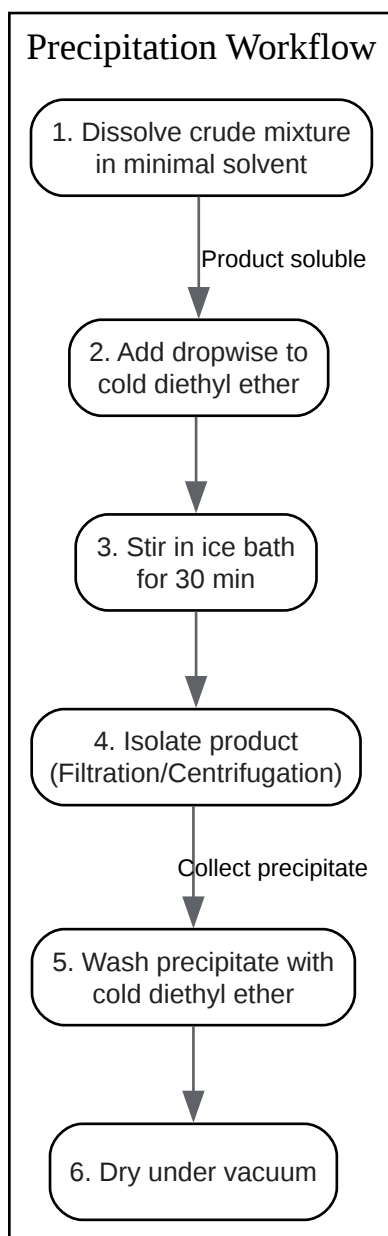 Precipitation Workflow
1. Dissolve crude mixture
in minimal solvent
Product soluble
2. Add dropwise to
cold diethyl ether
3. Stir in ice bath
for 30 min
4. Isolate product
(Filtration/Centrifugation)
Collect precipitate
5. Wash precipitate with
cold diethyl ether
6. Dry under vacuum